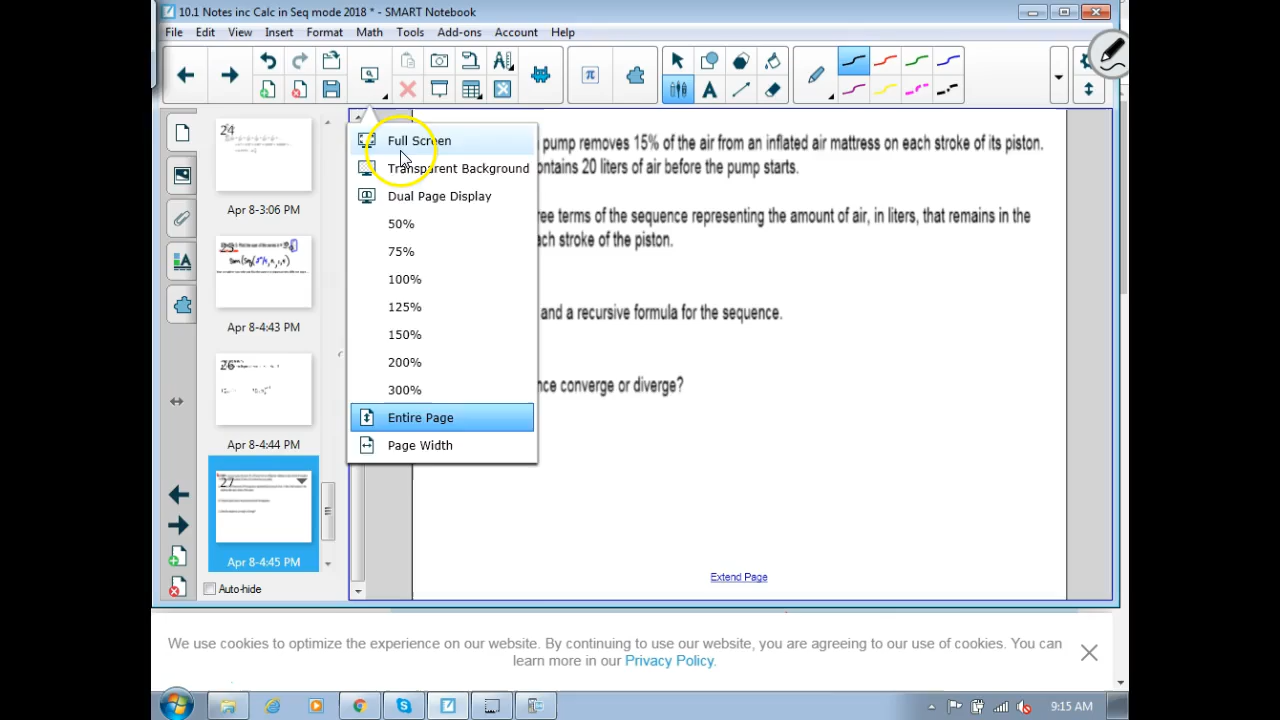 10.1 Notes inc Calc in Seq mode 2018 * - SMART Notebook
File Edit View Insert Format Math Tools Add-ons Account Help
24
Apr 8-3:06 PM
25
Apr 8-4:43 PM
26
Apr 8-4:44 PM
27
Apr 8-4:45 PM
Auto-hide
Full Screen
Transparent Background
Dual Page Display
50%
75%
100%
125%
150%
200%
300%
Entire Page
Page Width
pump removes 15% of the air from an inflated air mattress on each stroke of its piston.
ontains 20 liters of air before the pump starts.
ree terms of the sequence representing the amount of air, in liters, that remains in the
ach stroke of the piston.
and a recursive formula for the sequence.
nce converge or diverge?
Extend Page
We use cookies to optimize the experience on our website. By continuing to use our website, you are agreeing to our use of cookies. You can
learn more in our Privacy Policy.
9:15 AM